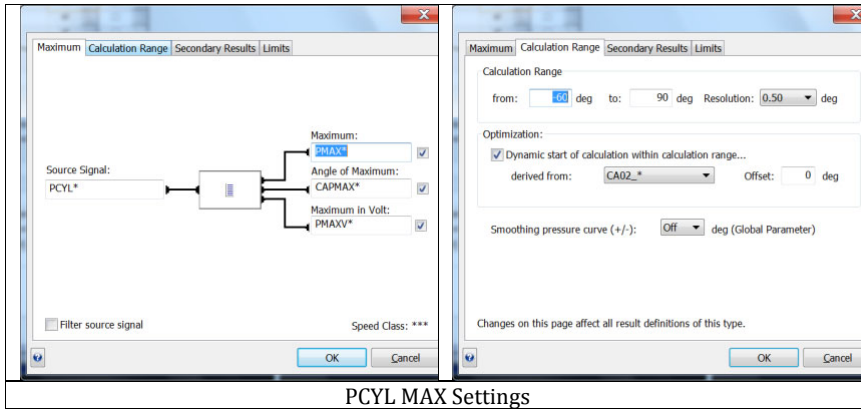 Maximum Calculation Range Secondary Results Limits
Maximum:
PMAX*
Source Signal:
PCYL*
Angle of Maximum:
CAPMAX*
Maximum in Volt:
PMAXV*
Filter source signal
Speed Class: ***
OK Cancel
Maximum Calculation Range Secondary Results Limits
Calculation Range
from: -60 deg to: 90 deg Resolution: 0.50 deg
Optimization:
Dynamic start of calculation within calculation range...
derived from: CA02_* Offset: 0 deg
Smoothing pressure curve (+/-): Off deg (Global Parameter)
Changes on this page affect all result definitions of this type.
OK Cancel
PCYL MAX Settings